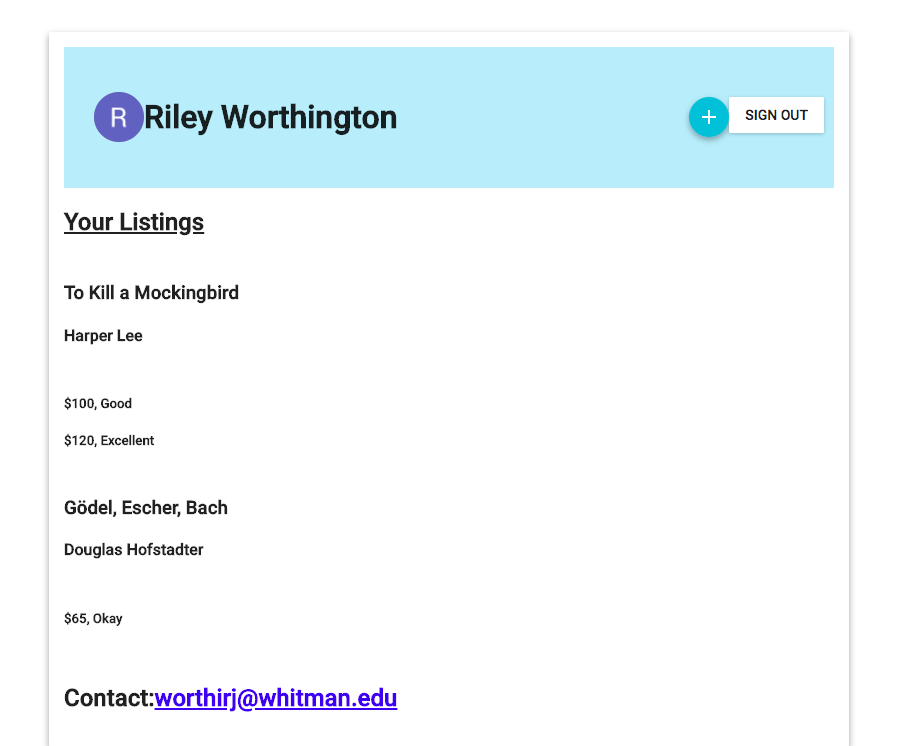 R Riley Worthington + SIGN OUT
Your Listings
To Kill a Mockingbird
Harper Lee
$100, Good
$120, Excellent
Gödel, Escher, Bach
Douglas Hofstadter
$65, Okay
Contact:worthirj@whitman.edu